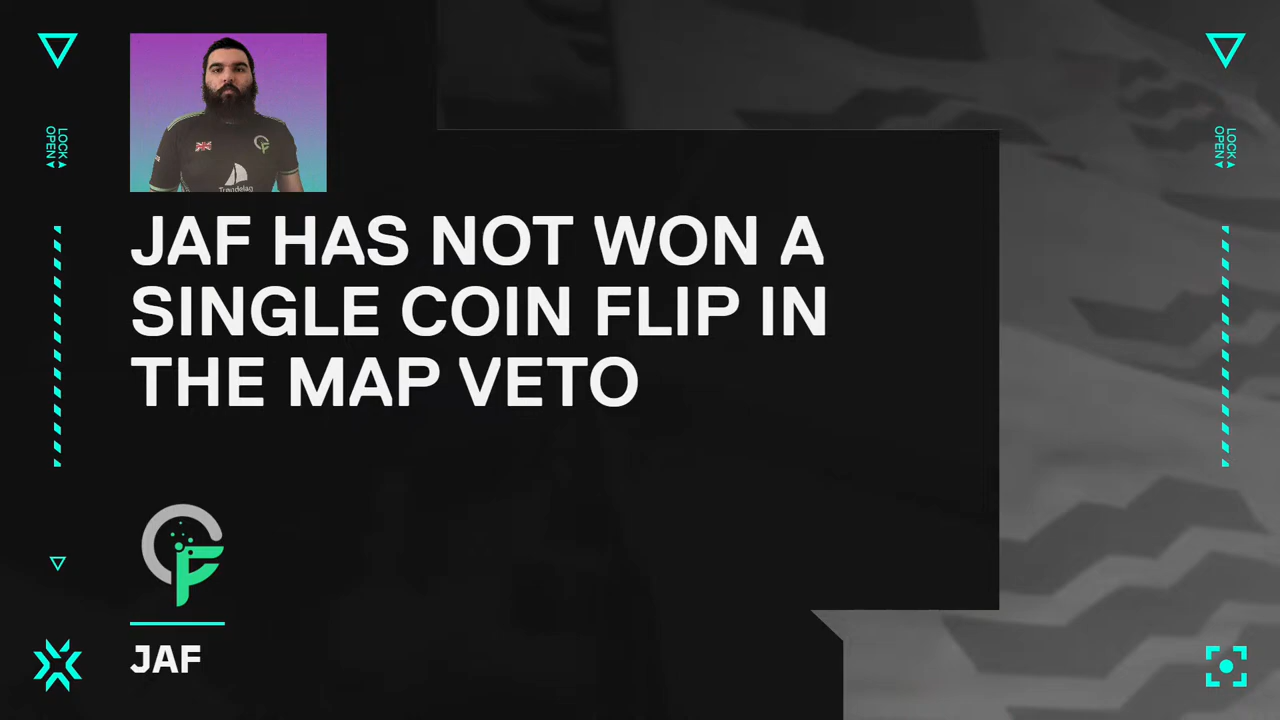 LOCK
OPEN
LOCK
OPEN
JAF HAS NOT WON A
SINGLE COIN FLIP IN
THE MAP VETO
JAF